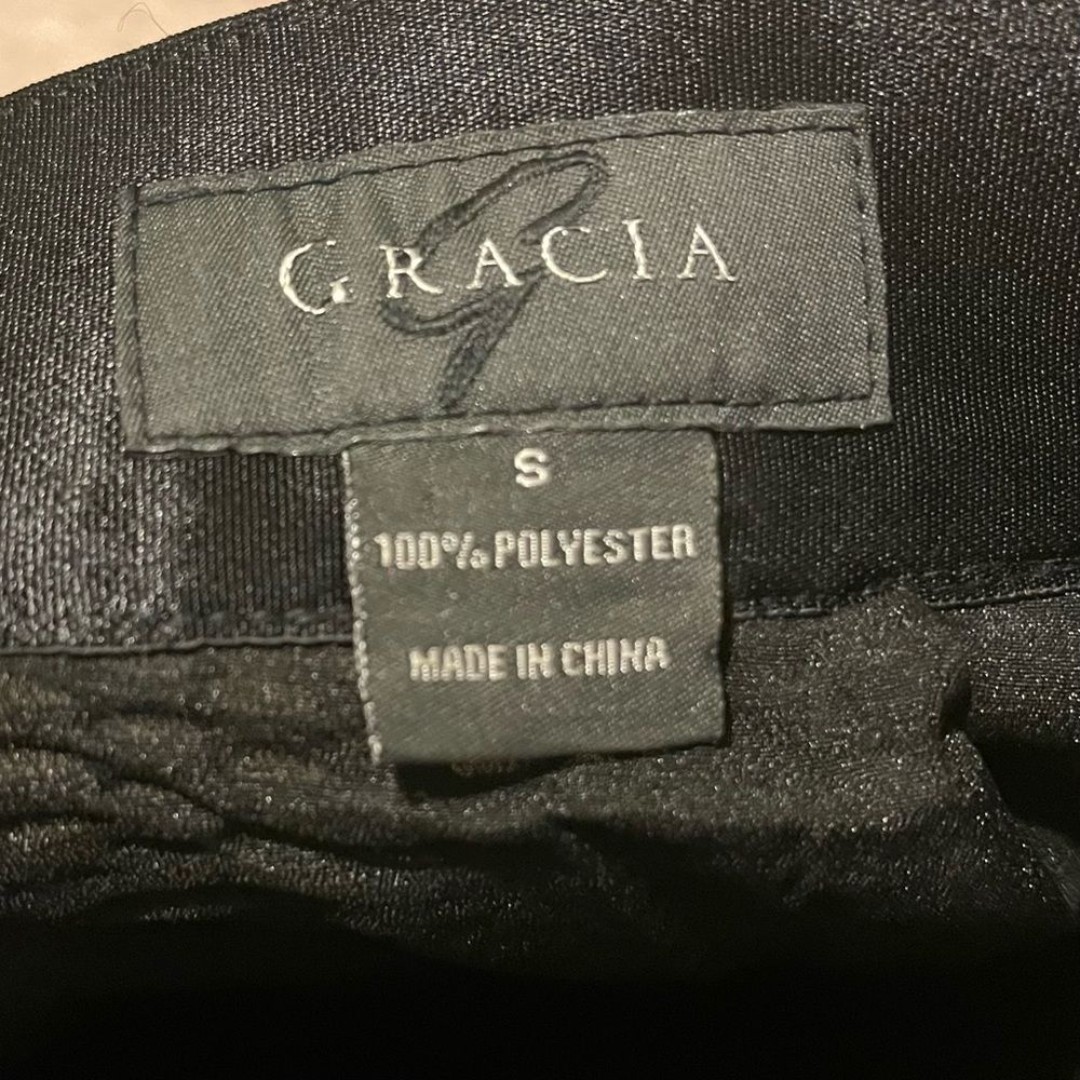 GRACIA
S
100% POLYESTER
MADE IN CHINA